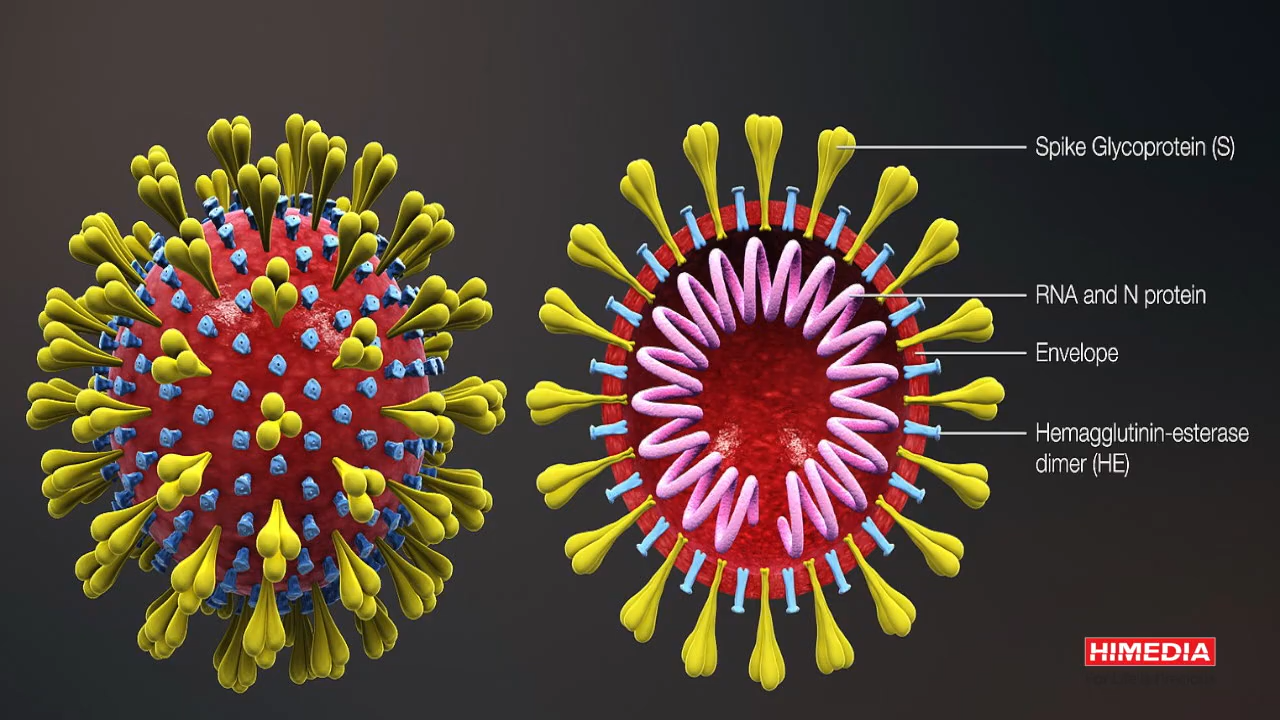 Spike Glycoprotein (S)
RNA and N protein
Envelope
Hemagglutinin-esterase
dimer (HE)
HIMEDIA